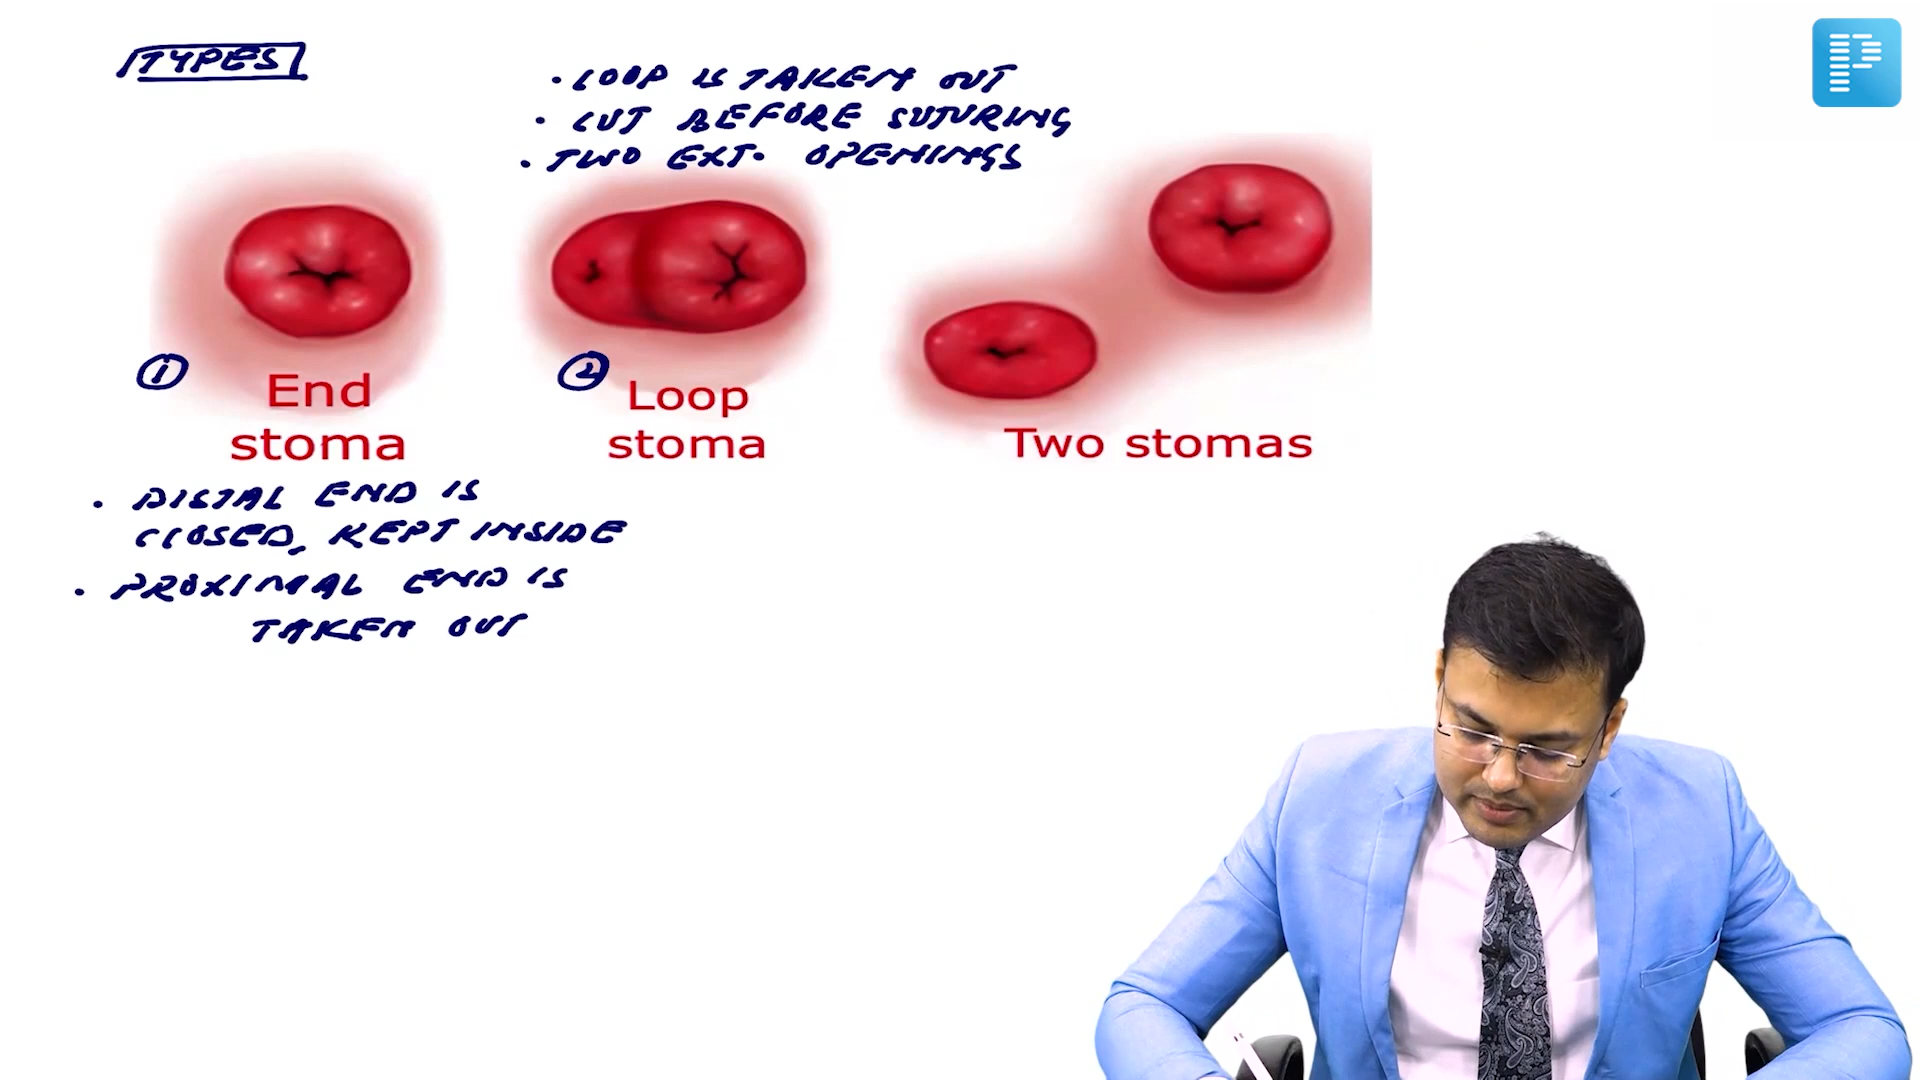 TYPES
• LOOP IS TAKEN OUT
• CUT BEFORE SUTURING
• TWO EXT. OPENINGS
①
End
stoma
②
Loop
stoma
Two stomas
• DISTAL END IS
CLOSED, KEPT INSIDE
• PROXIMAL END IS
TAKEN OUT